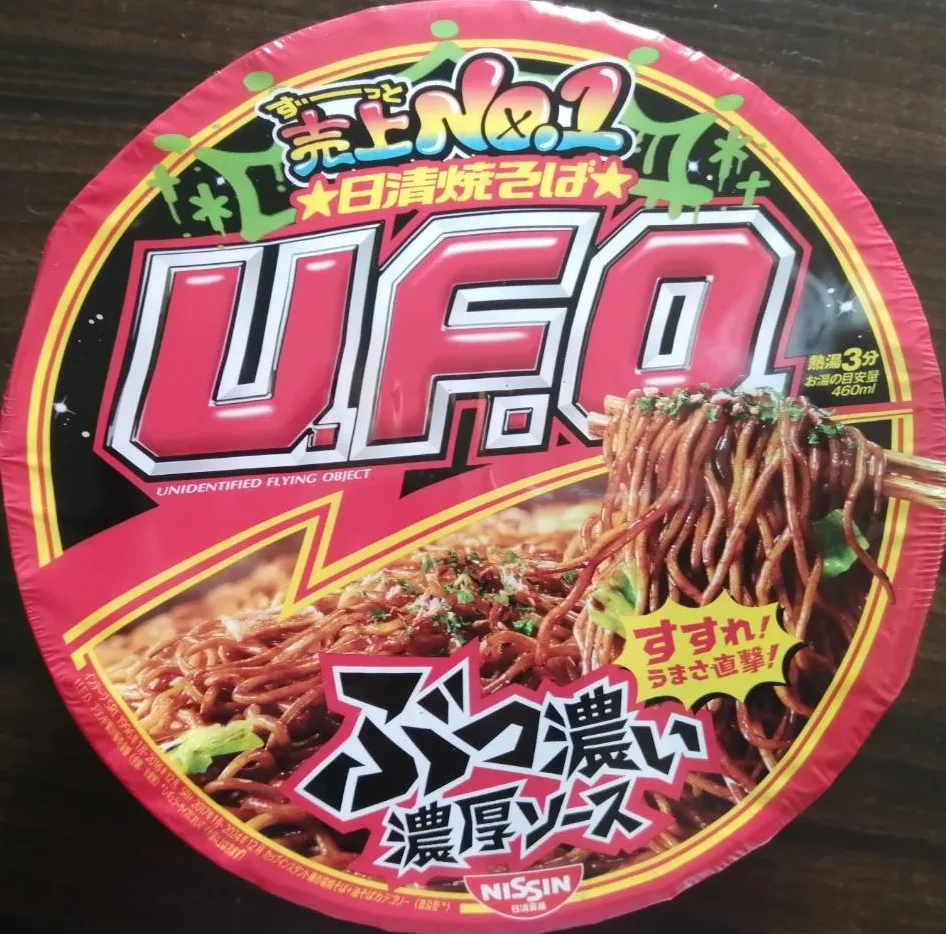 ずーっと
売上No.1
★日清焼そば★
U.F.O.
UNIDENTIFIED FLYING OBJECT
熱湯3分
お湯の目安量
460ml
すすれ!
うまさ直撃!
ぶっ濃い
濃厚ソース
NISSIN
日清食品